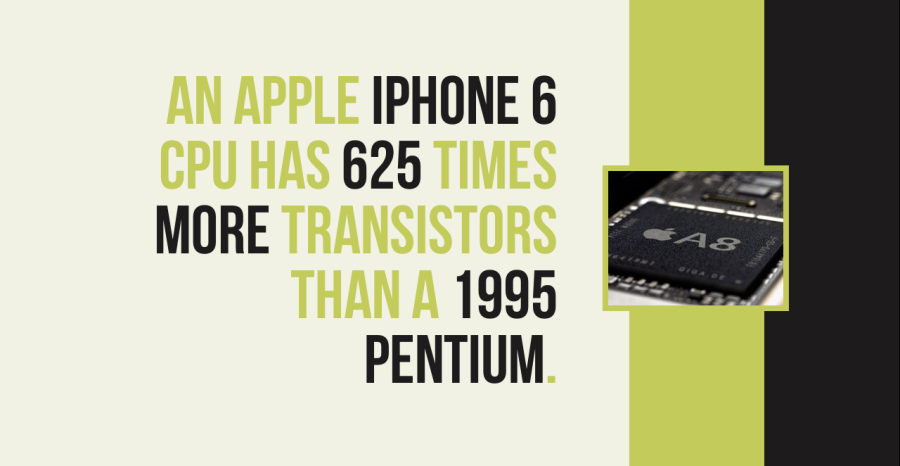 AN APPLE IPHONE 6
CPU HAS 625 TIMES
MORE TRANSISTORS
THAN A 1995
PENTIUM.
A8